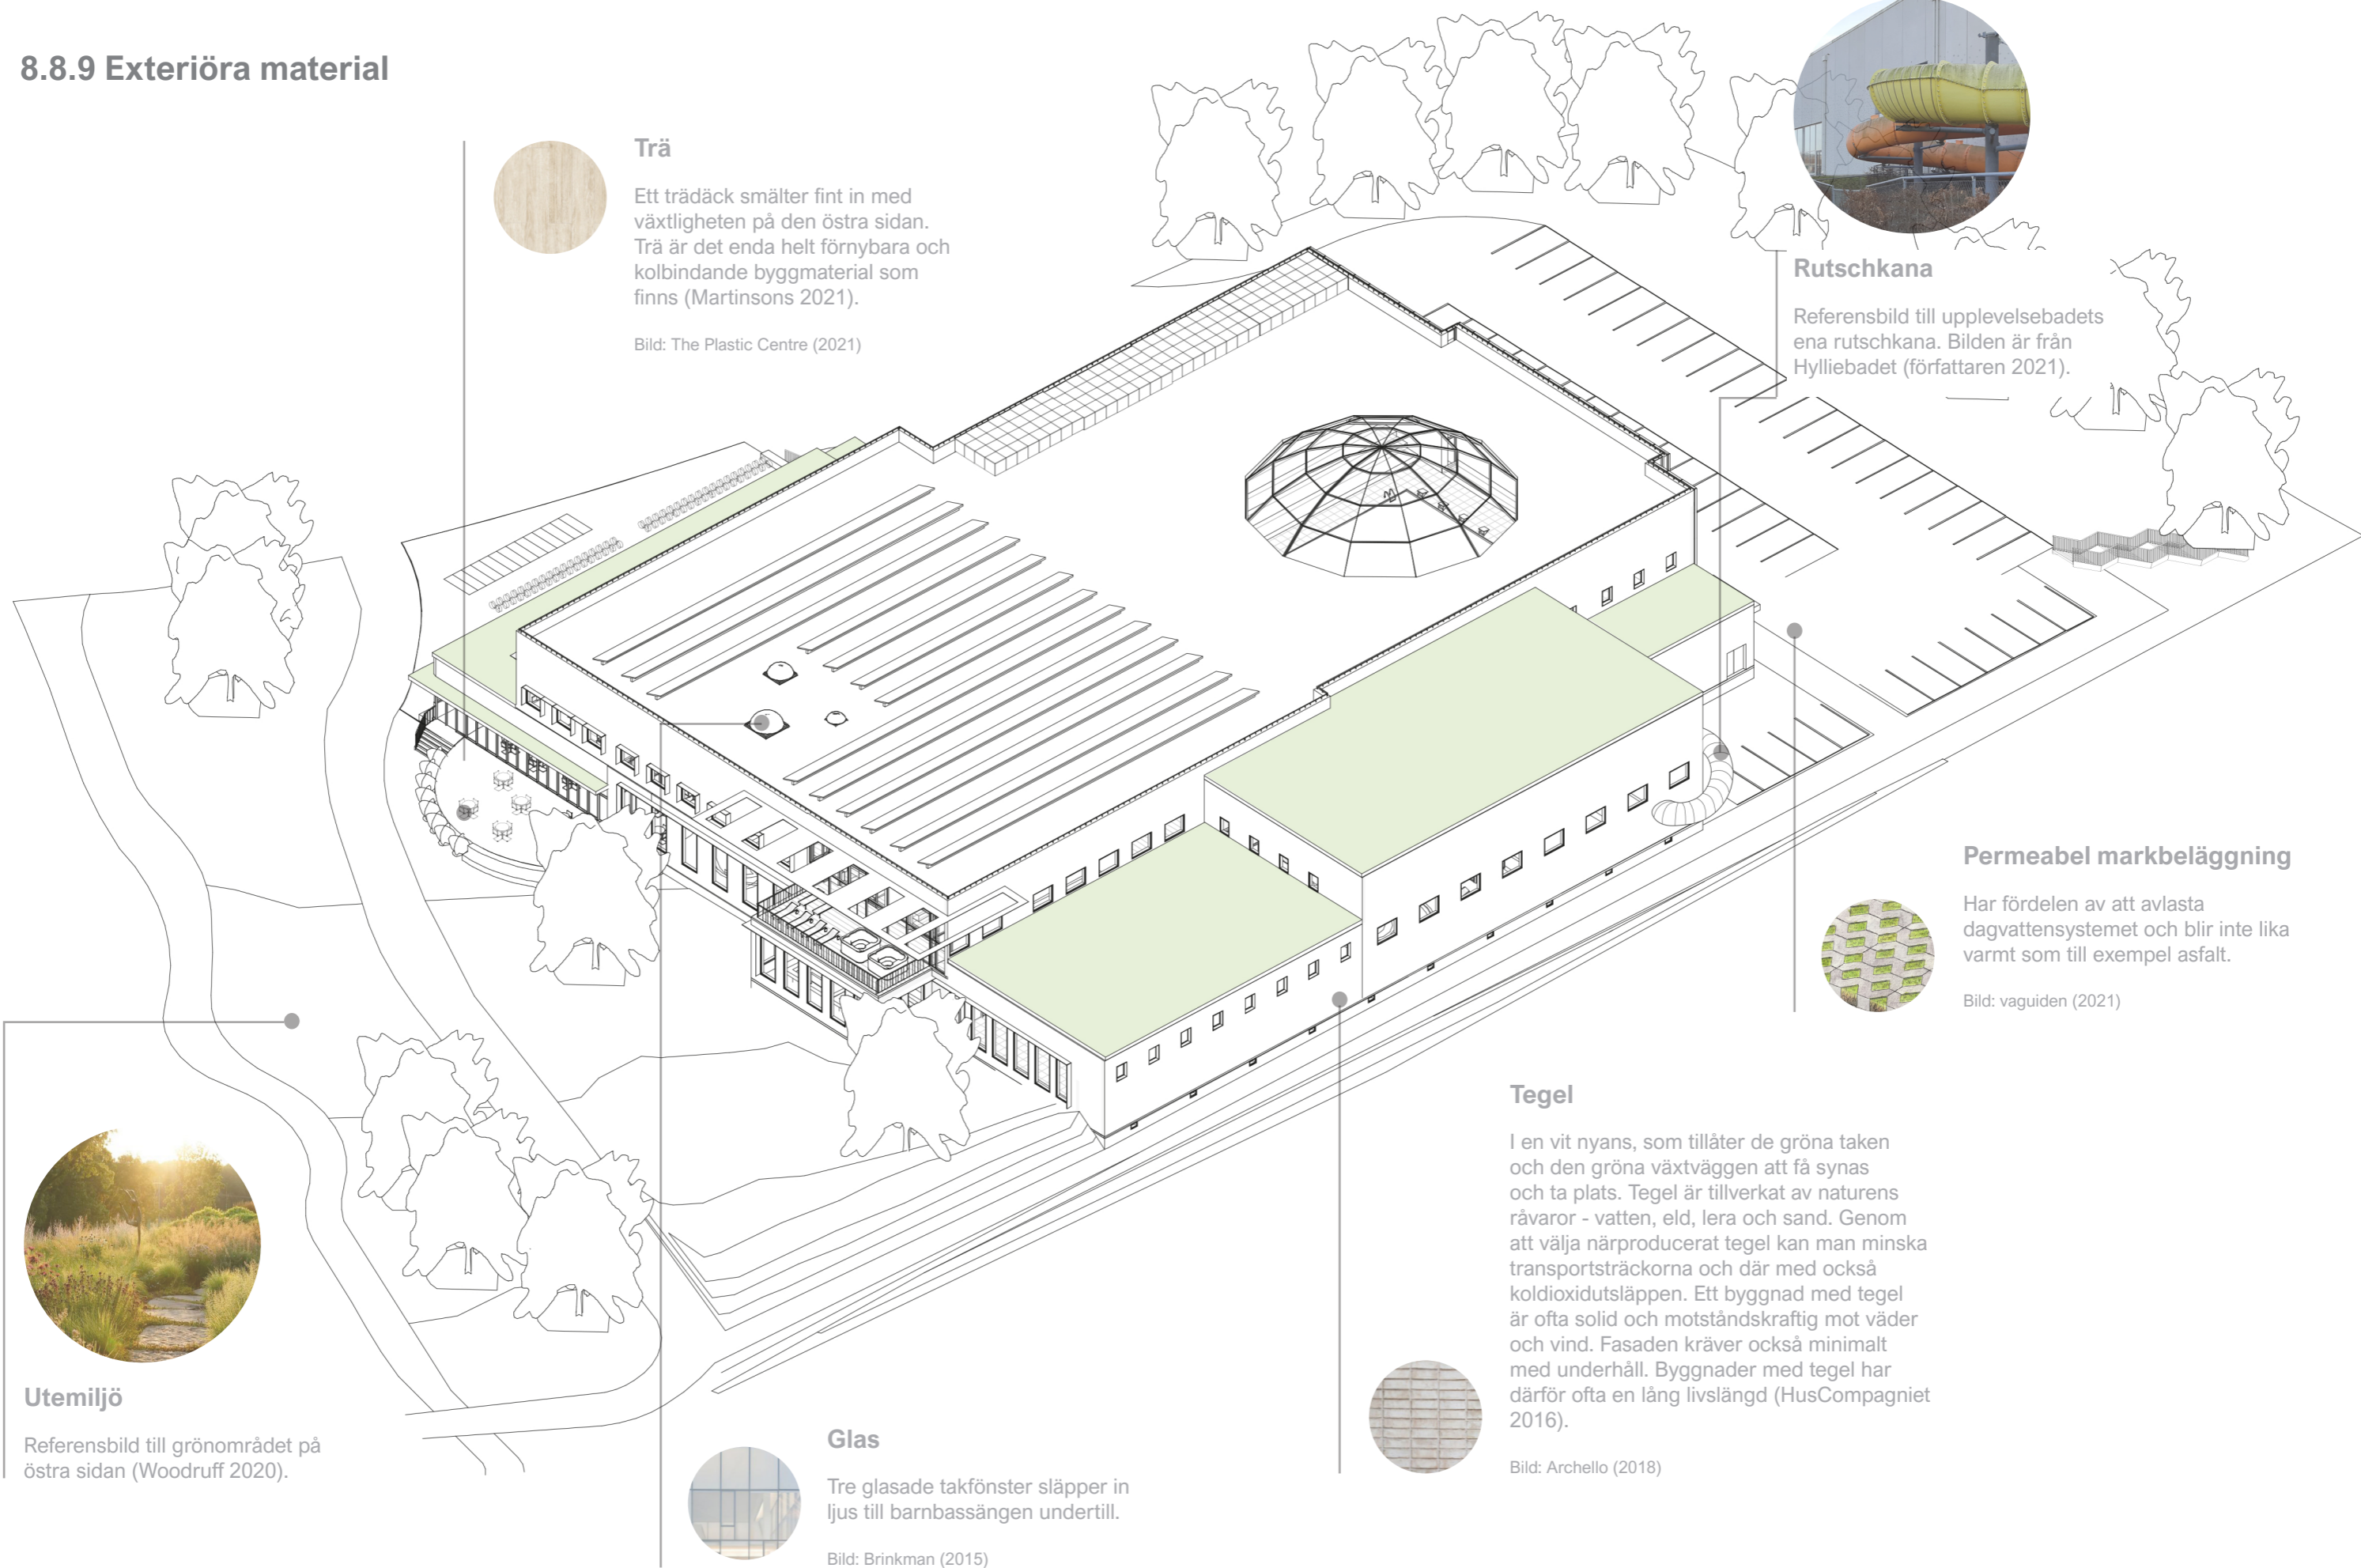 8.8.9 Exteriöra material
Trä
Ett trädäck smälter fint in med
växtligheten på den östra sidan.
Trä är det enda helt förnybara och
kolbindande byggmaterial som
finns (Martinsons 2021).
Bild: The Plastic Centre (2021)
Rutschkana
Referensbild till upplevelsebadets
ena rutschkana. Bilden är från
Hylliebadet (författaren 2021).
Permeabel markbeläggning
Har fördelen av att avlasta
dagvattensystemet och blir inte lika
varmt som till exempel asfalt.
Bild: vaguiden (2021)
Tegel
I en vit nyans, som tillåter de gröna taken
och den gröna växtväggen att få synas
och ta plats. Tegel är tillverkat av naturens
råvaror - vatten, eld, lera och sand. Genom
att välja närproducerat tegel kan man minska
transportsträckorna och där med också
koldioxidutsläppen. Ett byggnad med tegel
är ofta solid och motståndskraftig mot väder
och vind. Fasaden kräver också minimalt
med underhåll. Byggnader med tegel har
därför ofta en lång livslängd (HusCompagniet
2016).
Bild: Archello (2018)
Utemiljö
Referensbild till grönområdet på
östra sidan (Woodruff 2020).
Glas
Tre glasade takfönster släpper in
ljus till barnbassängen undertill.
Bild: Brinkman (2015)